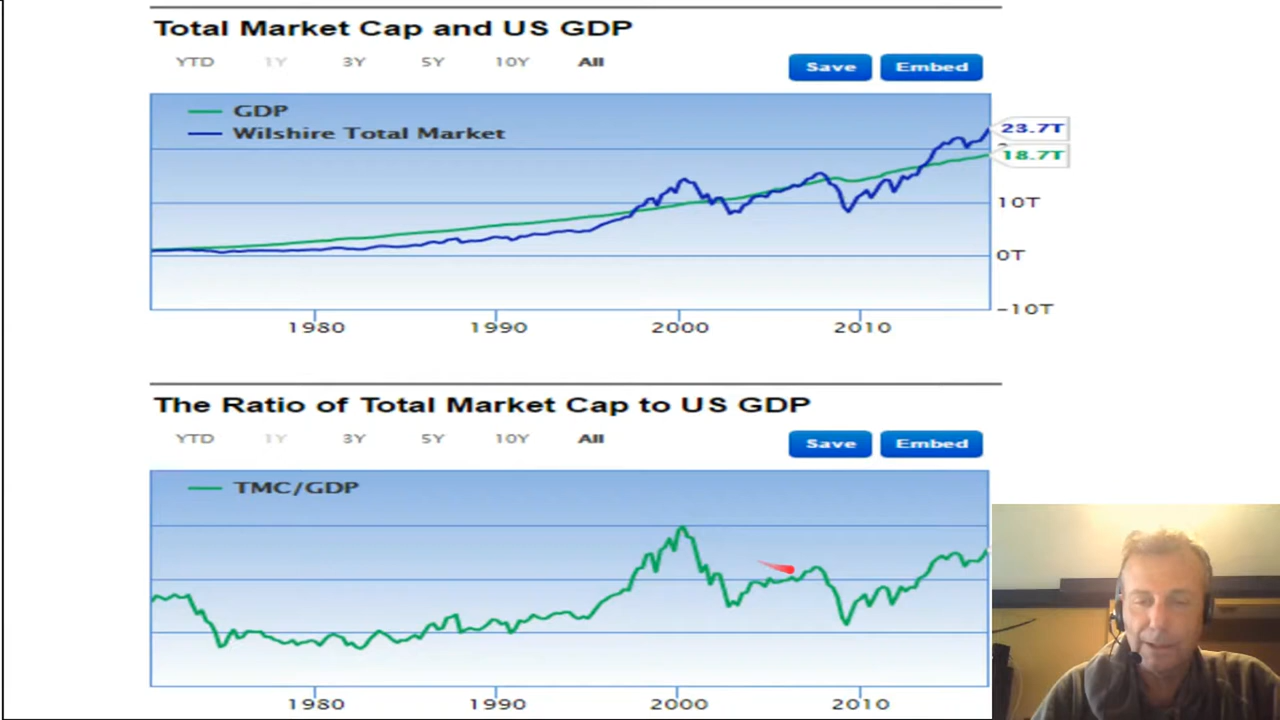 Total Market Cap and US GDP
YTD 1Y 3Y 5Y 10Y All Save Embed
GDP
Wilshire Total Market
23.7T
18.7T
10T
0T
-10T
1980 1990 2000 2010
The Ratio of Total Market Cap to US GDP
YTD 1Y 3Y 5Y 10Y All Save Embed
TMC/GDP
1980 1990 2000 2010